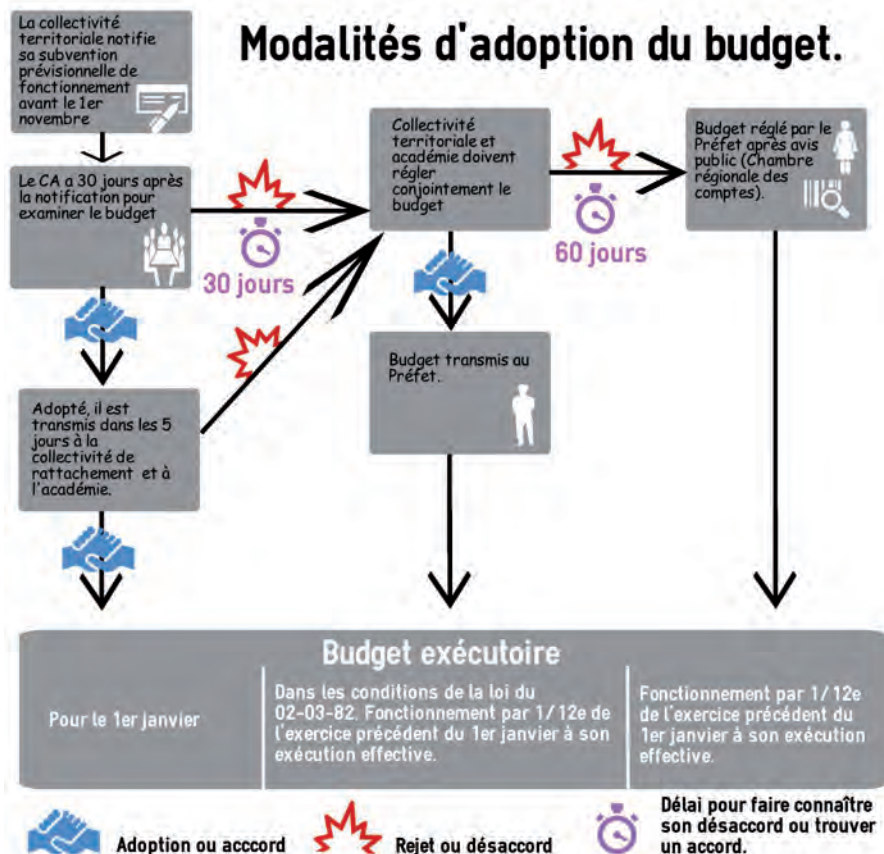 La collectivité
territoriale notifie
sa subvention
prévisionnelle de
fonctionnement
avant le 1er
novembre
Modalités d'adoption du budget.
Le CA a 30 jours après
la notification pour
examiner le budget
30 jours
Collectivité
territoriale et
académie doivent
régler
conjointement le
budget
60 jours
Budget réglé par le
Préfet après avis
public (Chambre
régionale des
comptes).
Adopté, il est
transmis dans les 5
jours à la
collectivité de
rattachement et à
l'académie.
Budget transmis au
Préfet.
Budget exécutoire
Pour le 1er janvier
Dans les conditions de la loi du
02-03-82. Fonctionnement par 1/12e de
l'exercice précédent du 1er janvier à son
exécution effective.
Fonctionnement par 1/12e
de l'exercice précédent du
1er janvier à son exécution
effective.
Adoption ou acccord
Rejet ou désaccord
Délai pour faire connaître
son désaccord ou trouver
un accord.